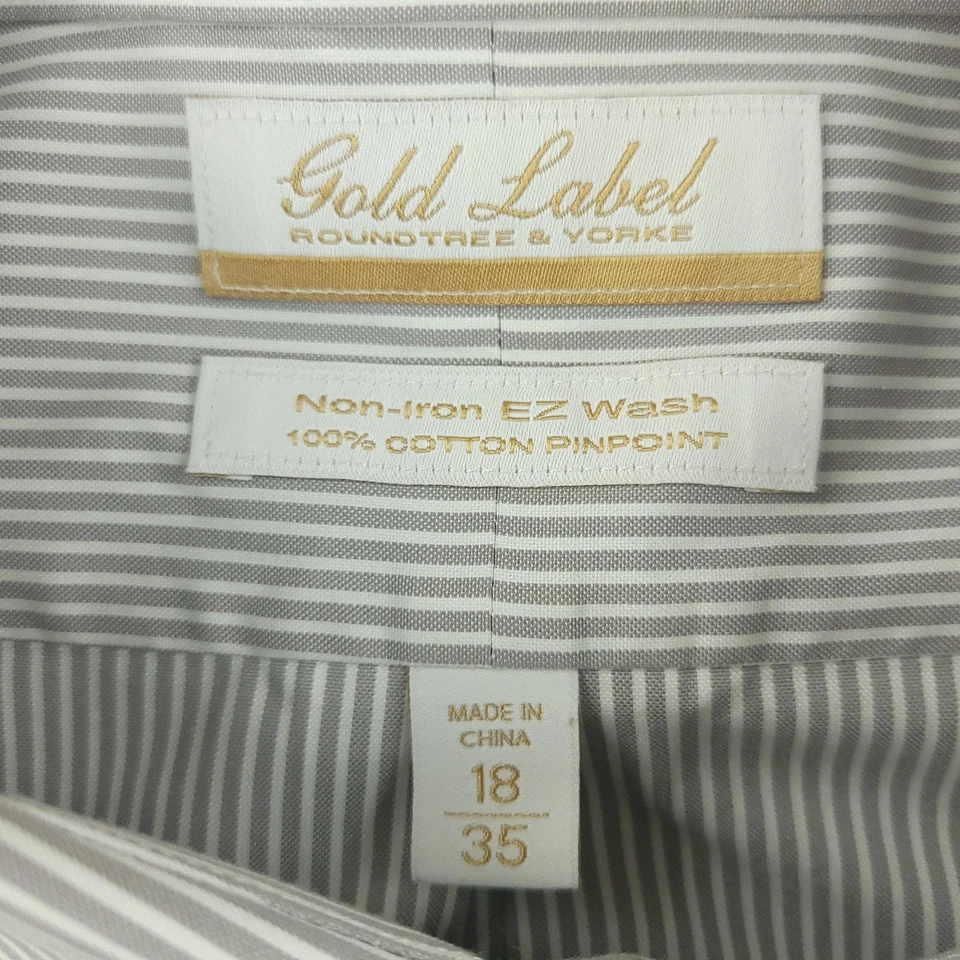 Gold Label
ROUNDTREE & YORKE
Non-Iron EZ Wash
100% COTTON PINPOINT
MADE IN
CHINA
18
35